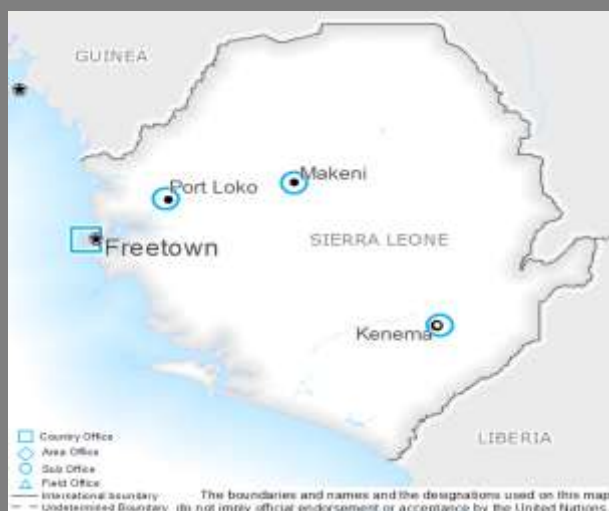 GUINEA
Makeni
Port Loko
Freetown
SIERRA LEONE
Kenema
LIBERIA
Country Office
Area Office
Sub Office
Field Office
International boundary
Undetermined Boundary
The boundaries and names and the designations used on this map
do not imply official endorsement or acceptance by the United Nations